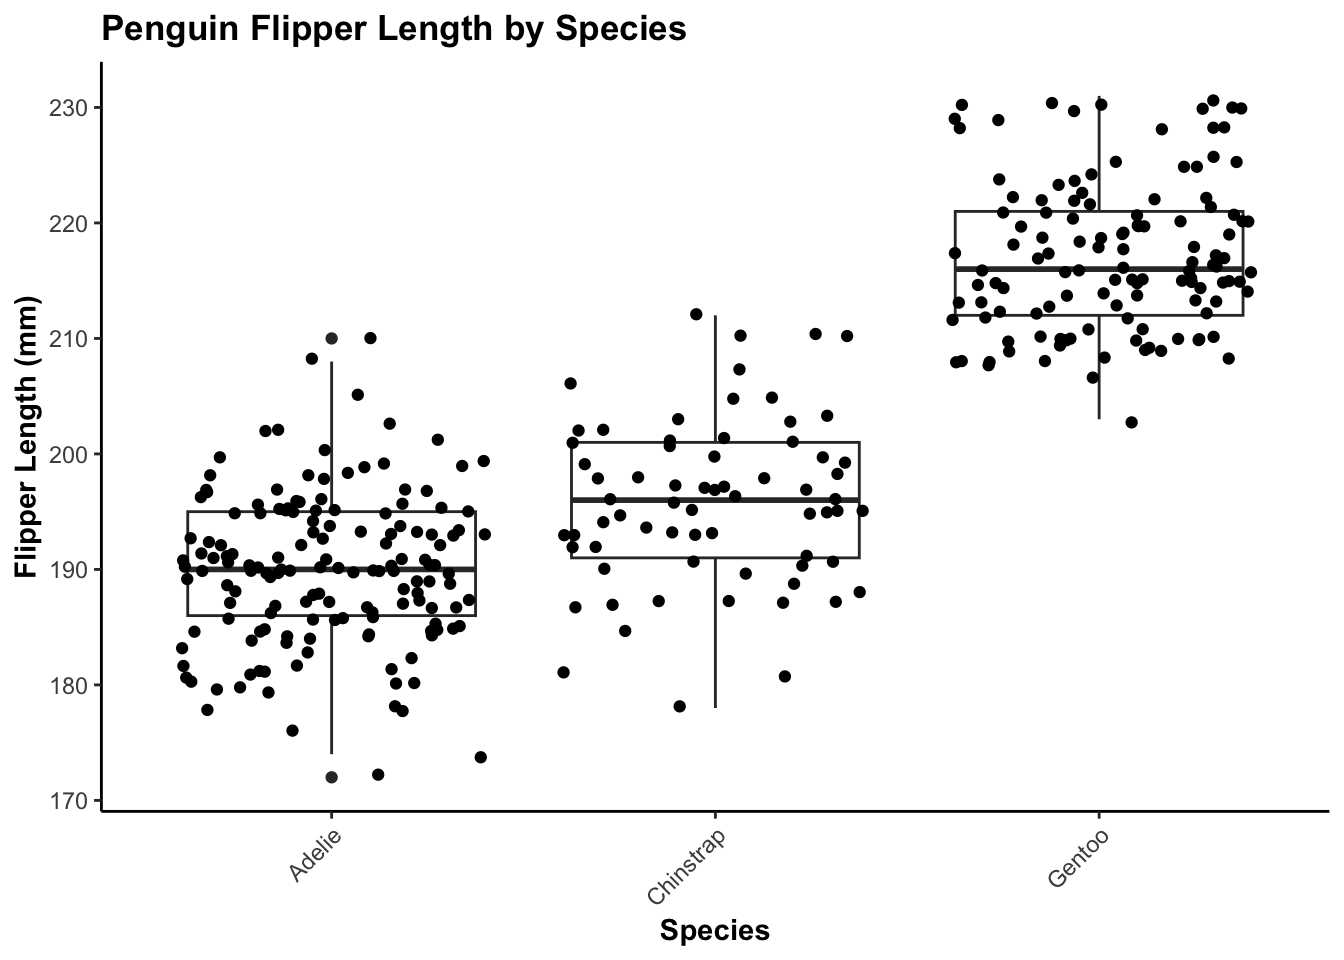 Penguin Flipper Length by Species
Flipper Length (mm)
230
220
210
200
190
180
170
Adelie
Chinstrap
Gentoo
Species